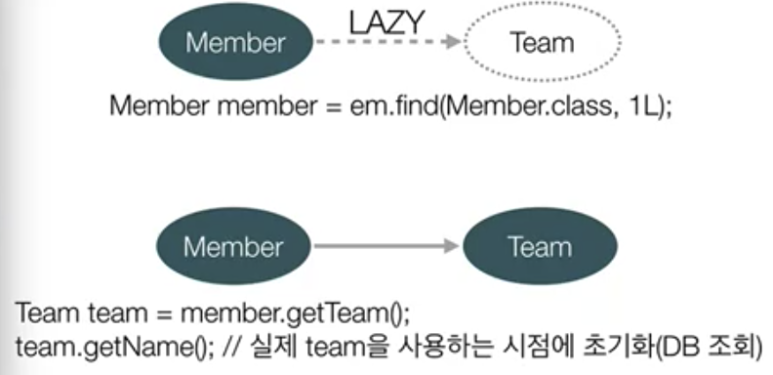 LAZY
Member Team
Member member = em.find(Member.class, 1L);
Member Team
Team team = member.getTeam();
team.getName(); // 실제 team을 사용하는 시점에 초기화(DB 조회)